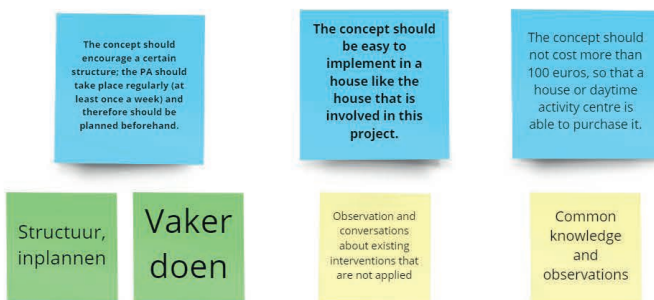 The concept should
encourage a certain
structure; the PA should
take place regularly (at
least once a week) and
therefore should be
planned beforehand.
The concept should
be easy to
implement in a
house like the
house that is
involved in this
project.
The concept should
not cost more than
100 euros, so that a
house or daytime
activity centre is
able to purchase it.
Structuur,
inplannen
Vaker
doen
Observation and
conversations
about existing
interventions that
are not applied
Common
knowledge
and
observations